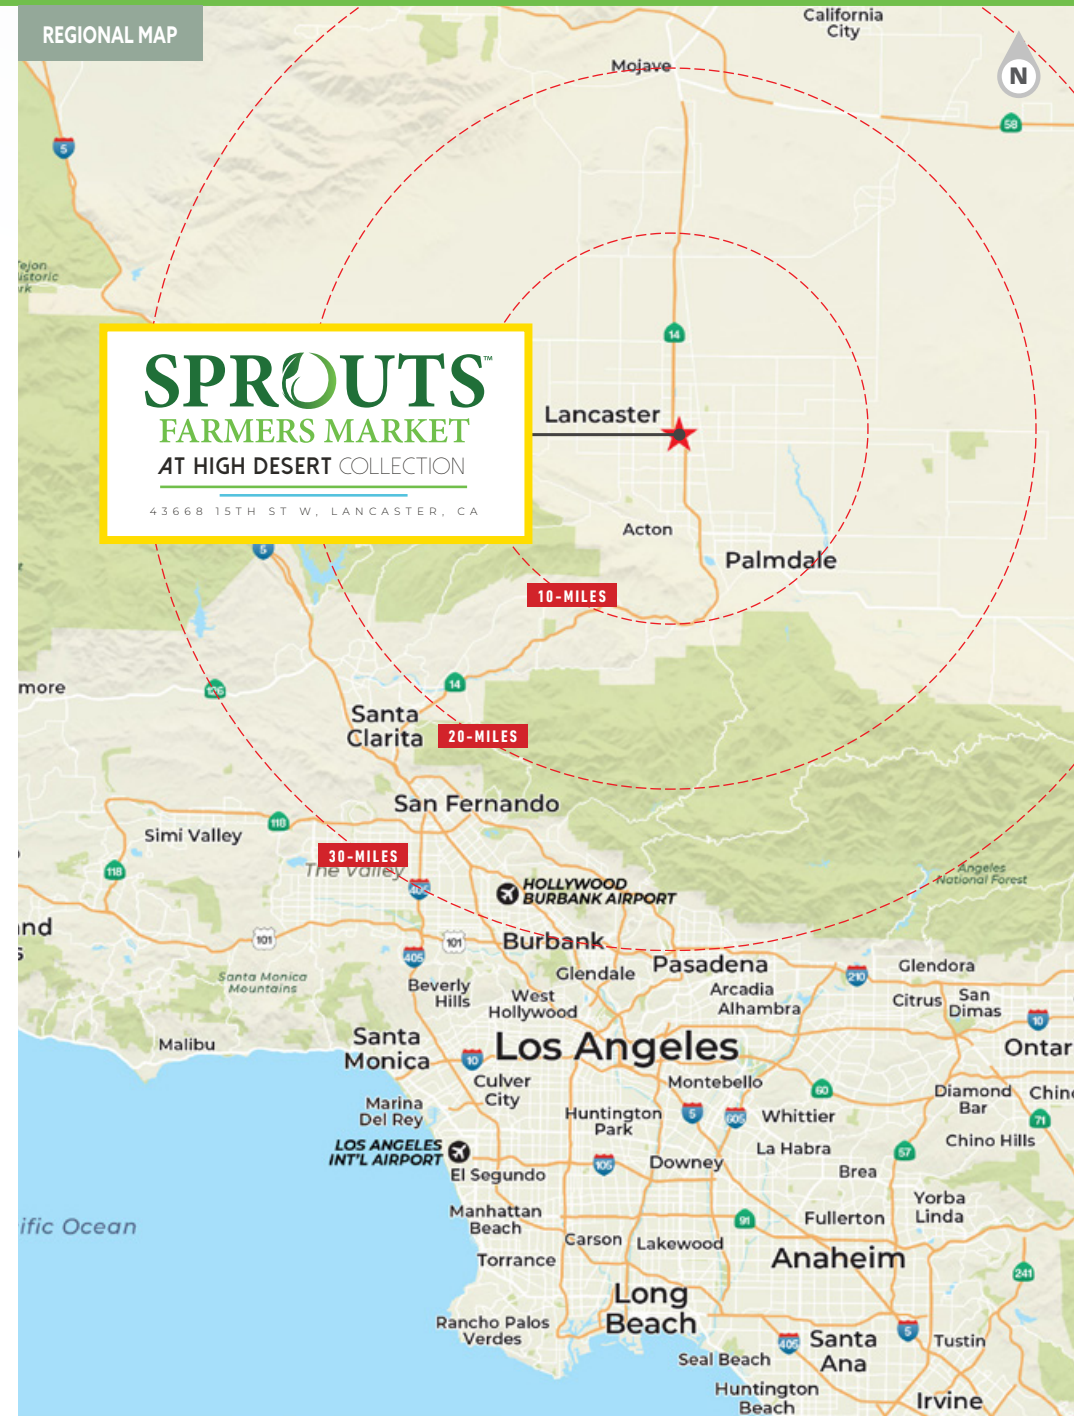 REGIONAL MAP
California
City
N
Mojave
58
5
14
SPROUTS™
FARMERS MARKET
AT HIGH DESERT COLLECTION
43668 15TH ST W, LANCASTER, CA
Lancaster
Acton
Palmdale
5
10-MILES
14
126
more
Santa
Clarita
20-MILES
San Fernando
118
Simi Valley
30-MILES
The Valley
118
405
HOLLYWOOD
BURBANK AIRPORT
Angeles
National Forest
nd
s
101
101
Burbank
405
Glendale
Pasadena
210
Glendora
Santa Monica
Mountains
Beverly
Hills
West
Hollywood
Arcadia
Alhambra
Citrus
San
Dimas
10
Malibu
Santa
Monica
10
Los Angeles
Ontar
Culver
City
Montebello
60
Diamond
Bar
Chino
Marina
Del Rey
Huntington
Park
5
605
Whittier
71
LOS ANGELES
INT'L AIRPORT
La Habra
57
Chino Hills
El Segundo
105
Downey
Brea
Manhattan
Beach
91
Fullerton
Yorba
Linda
ific Ocean
Carson
Lakewood
Torrance
Anaheim
241
Long
Beach
Rancho Palos
Verdes
405
Santa
Ana
5
Tustin
Seal Beach
Huntington
Beach
Irvine